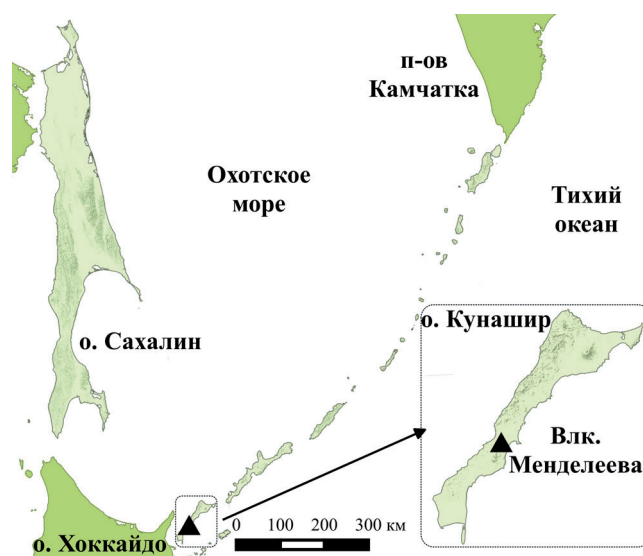 п-ов
Камчатка
Охотское
море
Тихий
океан
о. Сахалин
о. Кунашир
Влк.
Менделеева
о. Хоккайдо
0 100 200 300 км